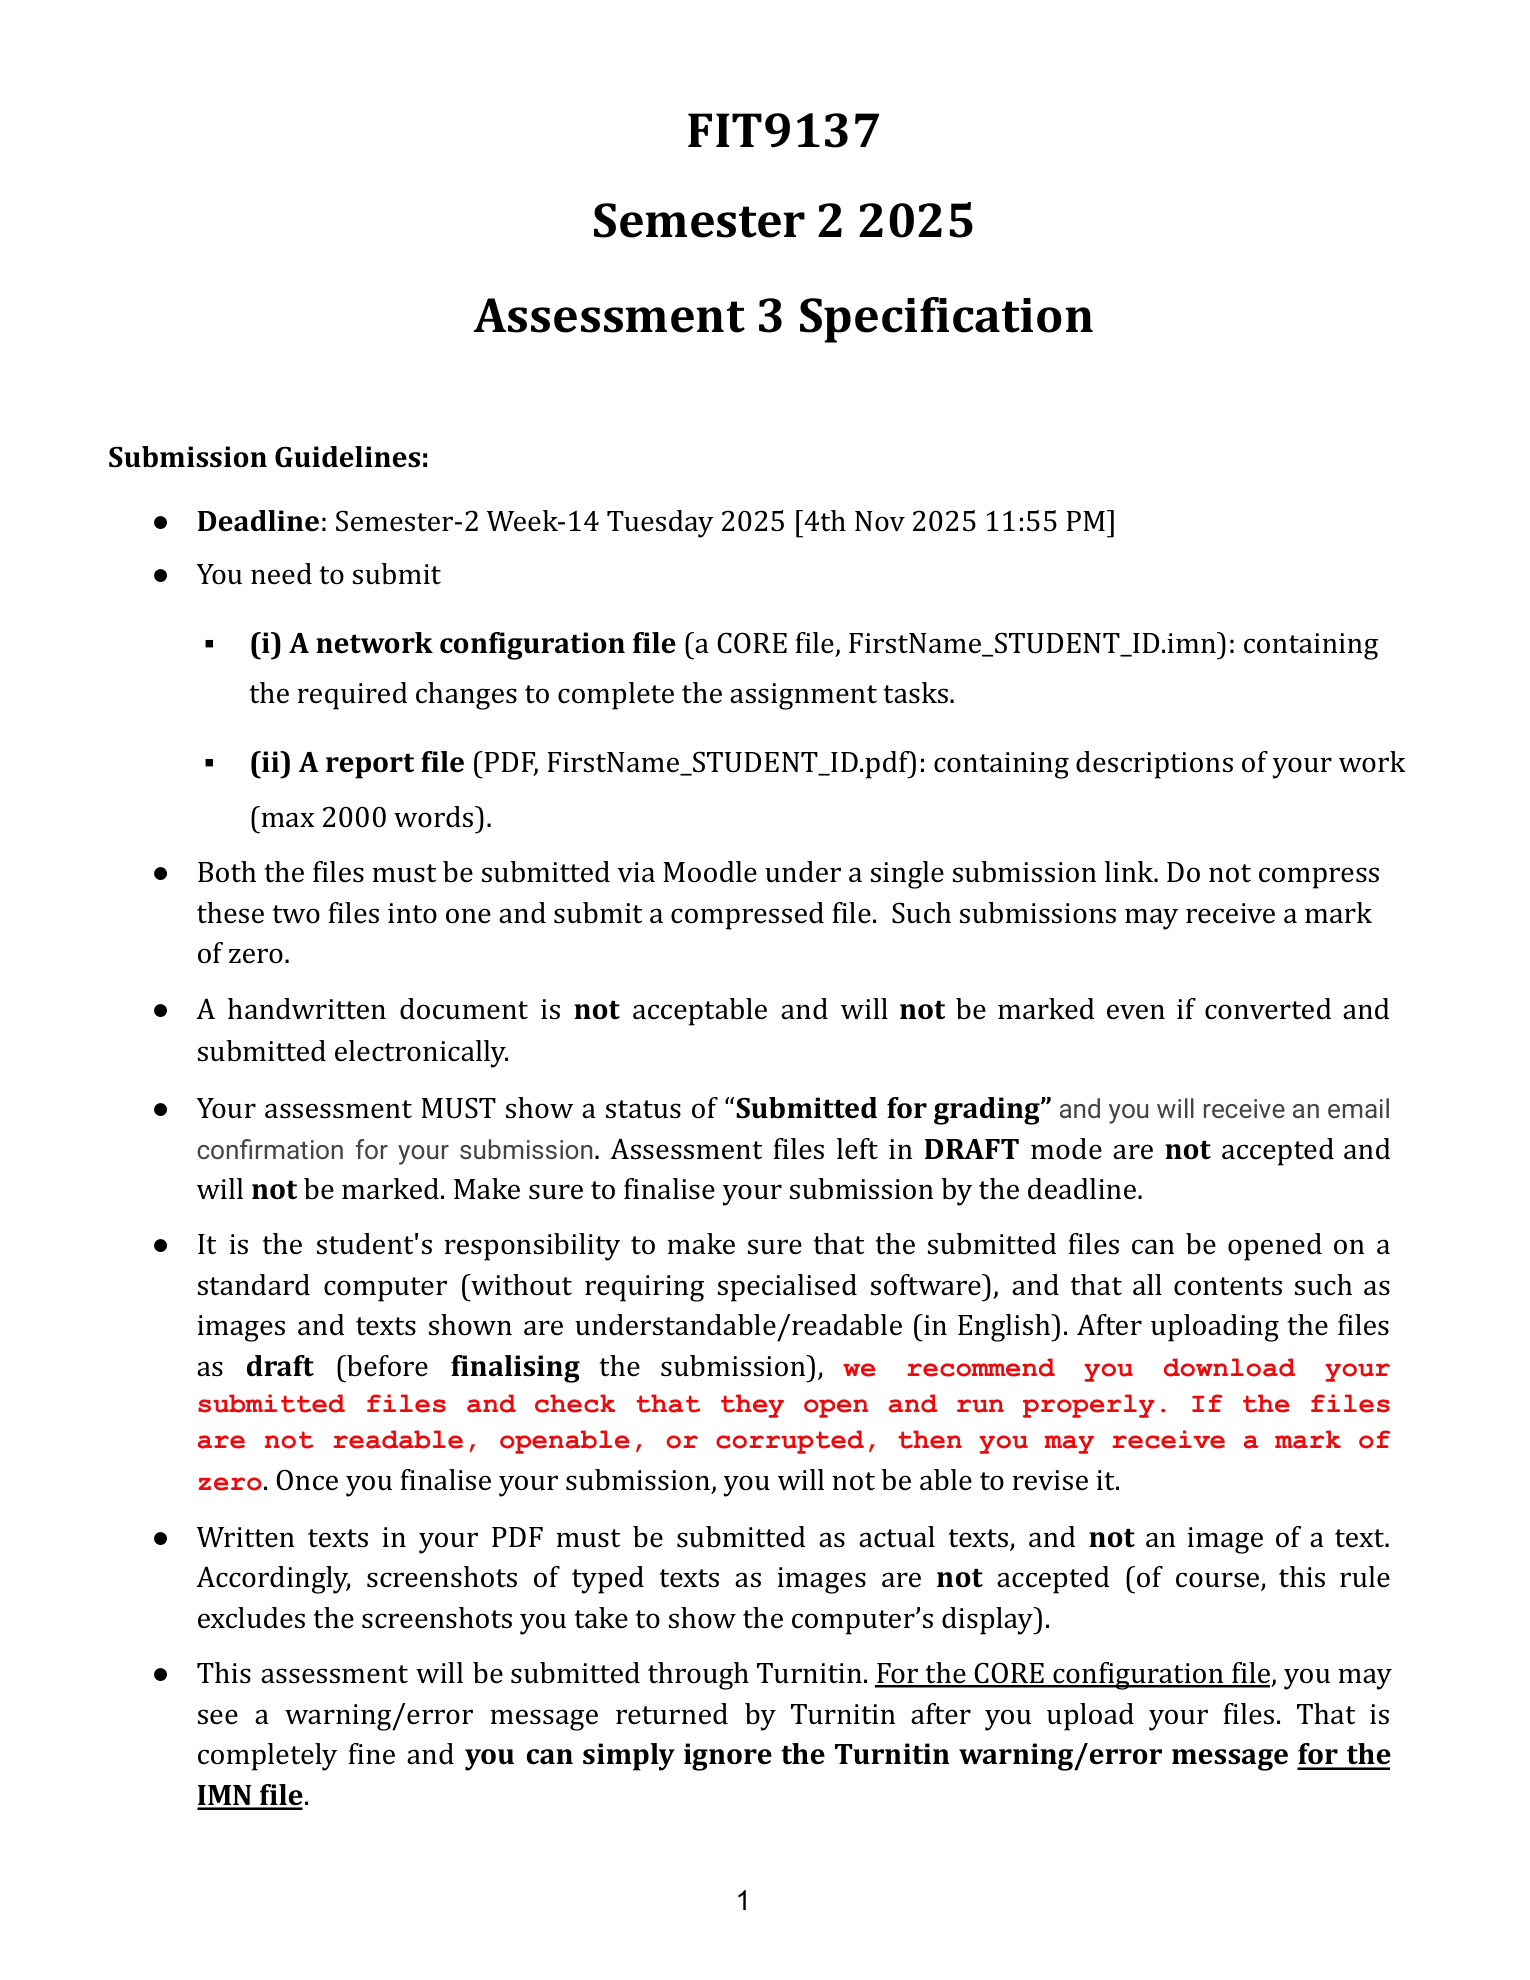 FIT9137
Semester 2 2025
Assessment 3 Specification
Submission Guidelines:
● Deadline: Semester-2 Week-14 Tuesday 2025 [4th Nov 2025 11:55 PM]
● You need to submit
▪ (i) A network configuration file (a CORE file, FirstName_STUDENT_ID.imn): containing
the required changes to complete the assignment tasks.
▪ (ii) A report file (PDF, FirstName_STUDENT_ID.pdf): containing descriptions of your work
(max 2000 words).
● Both the files must be submitted via Moodle under a single submission link. Do not compress
these two files into one and submit a compressed file. Such submissions may receive a mark
of zero.
● A handwritten document is not acceptable and will not be marked even if converted and
submitted electronically.
● Your assessment MUST show a status of “Submitted for grading” and you will receive an email
confirmation for your submission. Assessment files left in DRAFT mode are not accepted and
will not be marked. Make sure to finalise your submission by the deadline.
● It is the student's responsibility to make sure that the submitted files can be opened on a
standard computer (without requiring specialised software), and that all contents such as
images and texts shown are understandable/readable (in English). After uploading the files
as draft (before finalising the submission), we recommend you download your
submitted files and check that they open and run properly. If the files
are not readable, openable, or corrupted, then you may receive a mark of
zero. Once you finalise your submission, you will not be able to revise it.
● Written texts in your PDF must be submitted as actual texts, and not an image of a text.
Accordingly, screenshots of typed texts as images are not accepted (of course, this rule
excludes the screenshots you take to show the computer’s display).
● This assessment will be submitted through Turnitin. For the CORE configuration file, you may
see a warning/error message returned by Turnitin after you upload your files. That is
completely fine and you can simply ignore the Turnitin warning/error message for the
IMN file.
1